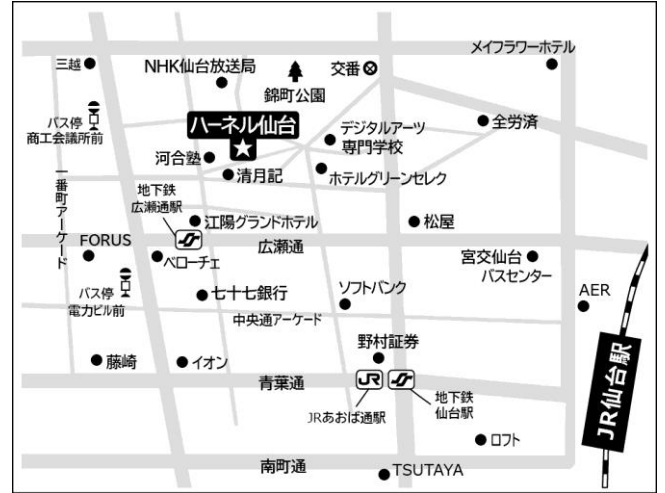 メイフラワーホテル
三越
NHK仙台放送局
交番
錦町公園
バス停
商工会議所前
ハーネル仙台
デジタルアーツ
専門学校
全労済
河合塾
清月記
ホテルグリーンセレク
一番町アーケード
地下鉄
広瀬通駅
江陽グランドホテル
松屋
FORUS
広瀬通
ベローチェ
宮交仙台
バスセンター
バス停
電力ビル前
七十七銀行
ソフトバンク
AER
中央通アーケード
野村証券
藤崎
イオン
青葉通
JR
JRあおば通駅
地下鉄
仙台駅
JR仙台駅
ロフト
南町通
TSUTAYA